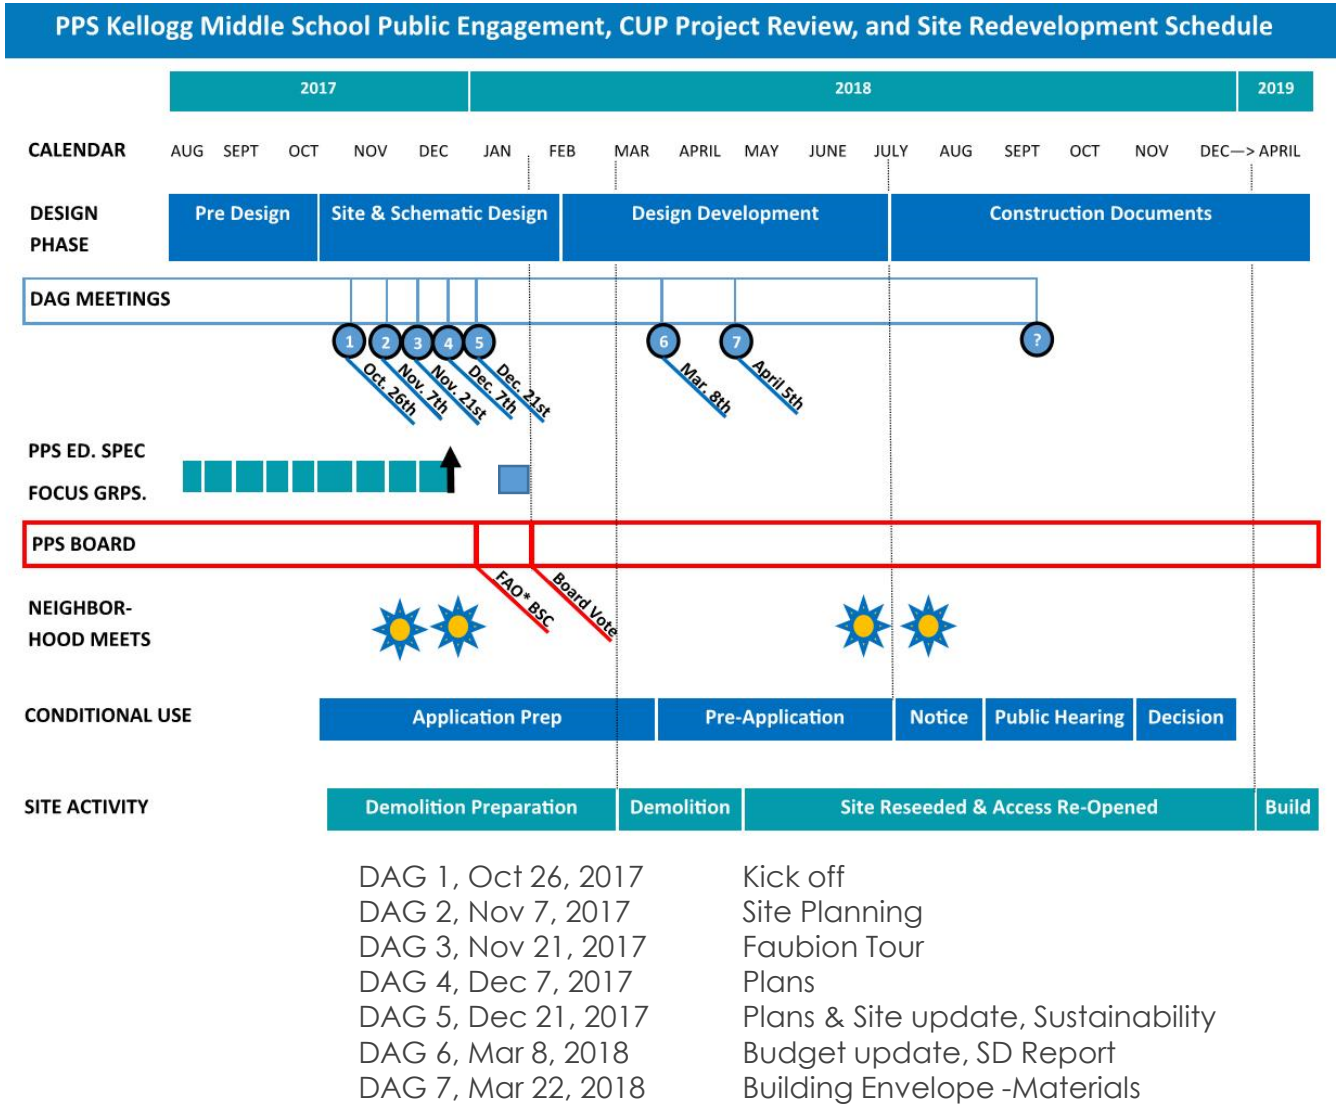 PPS Kellogg Middle School Public Engagement, CUP Project Review, and Site Redevelopment Schedule
2017 2018 2019
CALENDAR AUG SEPT OCT NOV DEC JAN FEB MAR APRIL MAY JUNE JULY AUG SEPT OCT NOV DEC—> APRIL
DESIGN
PHASE
Pre Design Site & Schematic Design Design Development Construction Documents
DAG MEETINGS
1 2 3 4 5 6 7 ?
Oct. 26th
Nov. 7th
Nov. 21st
Dec. 7th
Dec. 21st
Mar. 8th
April 5th
PPS ED. SPEC
FOCUS GRPS.
PPS BOARD
FAO* BSC
Board Vote
NEIGHBOR-
HOOD MEETS
CONDITIONAL USE Application Prep Pre-Application Notice Public Hearing Decision
SITE ACTIVITY Demolition Preparation Demolition Site Reseeded & Access Re-Opened Build
DAG 1, Oct 26, 2017 Kick off
DAG 2, Nov 7, 2017 Site Planning
DAG 3, Nov 21, 2017 Faubion Tour
DAG 4, Dec 7, 2017 Plans
DAG 5, Dec 21, 2017 Plans & Site update, Sustainability
DAG 6, Mar 8, 2018 Budget update, SD Report
DAG 7, Mar 22, 2018 Building Envelope -Materials